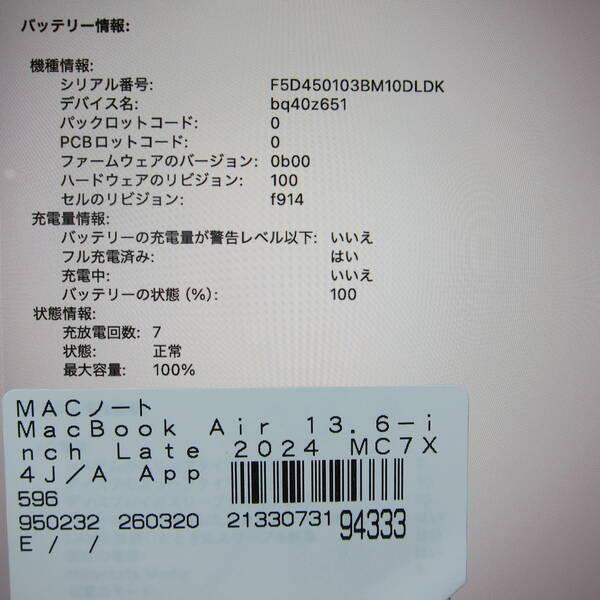 バッテリー情報:
機種情報:
シリアル番号: F5D450103BM10DLDK
デバイス名: bq40z651
パックロットコード: 0
PCBロットコード: 0
ファームウェアのバージョン: 0b00
ハードウェアのリビジョン: 100
セルのリビジョン: f914
充電量情報:
バッテリーの充電量が警告レベル以下: いいえ
フル充電済み: はい
充電中: いいえ
バッテリーの状態 (%): 100
状態情報:
充放電回数: 7
状態: 正常
最大容量: 100%
MACノート
MacBook Air 13.6-i
nch Late 2024 MC7X
4J/A App
596
950232 260320 21330731 94333
E / /